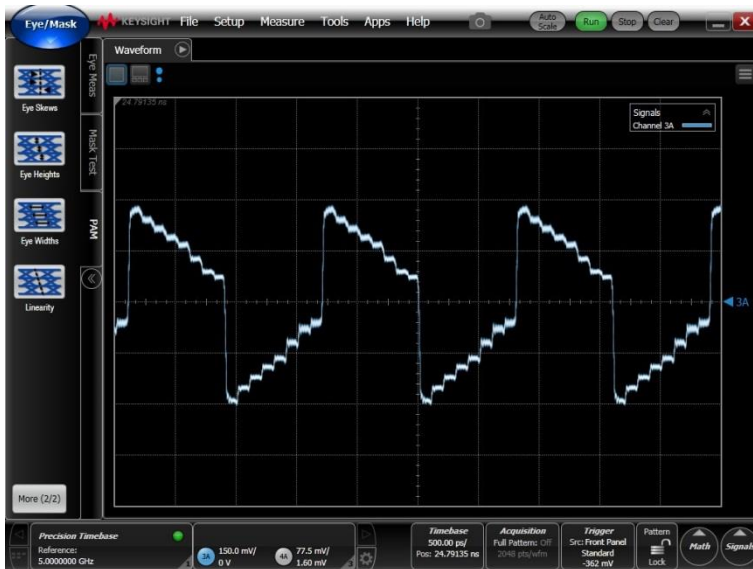 Eye/Mask
KEYSIGHT File Setup Measure Tools Apps Help
Auto Scale
Run
Stop
Clear
Waveform
Eye Meas
Mask Test
PAM
Eye Skews
Eye Heights
Eye Widths
Linearity
More (2/2)
24.79135 ns
Signals
Channel 3A
3A
Precision Timebase
Reference:
5.0000000 GHz
1
3A
150.0 mV/
0 V
4A
77.5 mV/
1.60 mV
1
Timebase
500.00 ps/
Pos: 24.79135 ns
Acquisition
Full Pattern: Off
2048 pts/wfm
Trigger
Src: Front Panel
Standard
-362 mV
Pattern
Lock
Math
Signals